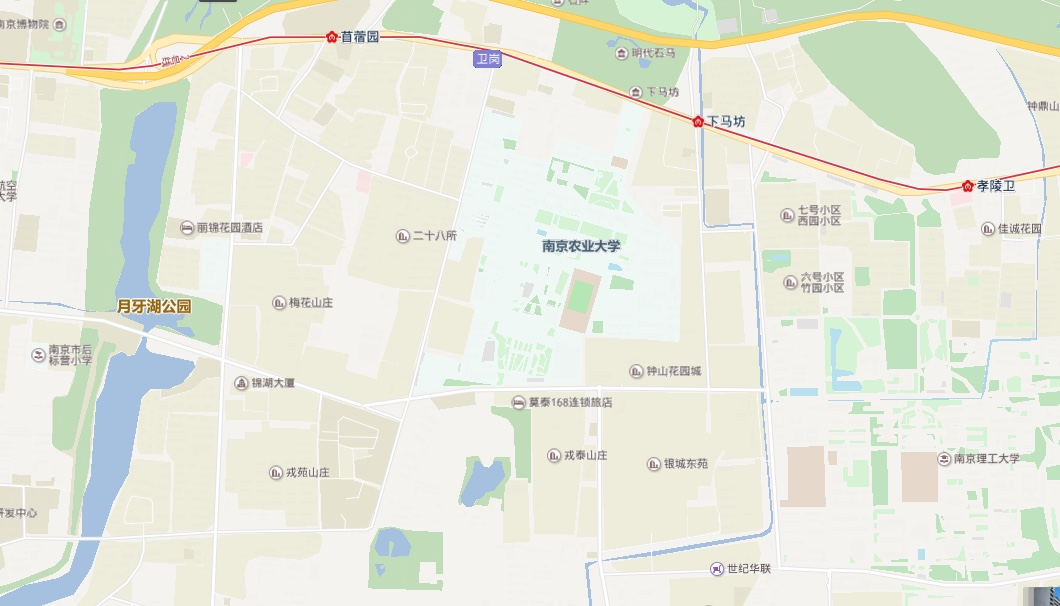 南京博物院
苜蓿园
卫岗
明代石马
下马坊
下马坊
钟鼎山
孝陵卫
航空
大学
七号小区
西园小区
佳诚花园
丽锦花园酒店
二十八所
南京农业大学
六号小区
竹园小区
月牙湖公园
梅花山庄
南京市后
标营小学
锦湖大厦
钟山花园城
莫泰168连锁旅店
戎苑山庄
戎泰山庄
银城东苑
南京理工大学
开发中心
世纪华联